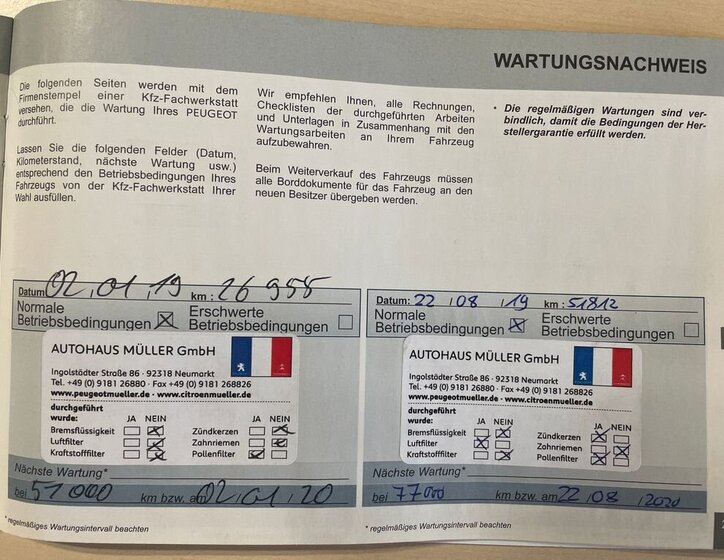 WARTUNGSNACHWEIS
Die folgenden Seiten werden mit dem
Firmenstempel einer Kfz-Fachwerkstatt
versehen, die die Wartung Ihres PEUGEOT
durchführt.
Lassen Sie die folgenden Felder (Datum,
Kilometerstand, nächste Wartung usw.)
entsprechend den Betriebsbedingungen Ihres
Fahrzeugs von der Kfz-Fachwerkstatt Ihrer
Wahl ausfüllen.
Wir empfehlen Ihnen, alle Rechnungen,
Checklisten der durchgeführten Arbeiten
und Unterlagen in Zusammenhang mit den
Wartungsarbeiten an Ihrem Fahrzeug
aufzubewahren.
Beim Weiterverkauf des Fahrzeugs müssen
alle Borddokumente für das Fahrzeug an den
neuen Besitzer übergeben werden.
• Die regelmäßigen Wartungen sind ver-
bindlich, damit die Bedingungen der Her-
stellergarantie erfüllt werden.
Datum: 02.01.19 km : 26 955
Normale Erschwerte
Betriebsbedingungen Betriebsbedingungen
AUTOHAUS MÜLLER GmbH
Ingolstädter Straße 86 · 92318 Neumarkt
Tel. +49 (0) 9181 26880 · Fax +49 (0) 9181 268826
www.peugeotmueller.de · www.citroenmueller.de
durchgeführt
wurde: JA NEIN JA NEIN
Bremsflüssigkeit Zündkerzen
Luftfilter Zahnriemen
Kraftstofffilter Pollenfilter
Nächste Wartung*
bei 51 000 km bzw. am 02.01.20
* regelmäßiges Wartungsintervall beachten
Datum: 22 / 08 / 19 km : 51812
Normale Erschwerte
Betriebsbedingungen Betriebsbedingungen
AUTOHAUS MÜLLER GmbH
Ingolstädter Straße 86 · 92318 Neumarkt
Tel. +49 (0) 9181 26880 · Fax +49 (0) 9181 268826
www.peugeotmueller.de · www.citroenmueller.de
durchgeführt
wurde: JA NEIN JA NEIN
Bremsflüssigkeit Zündkerzen
Luftfilter Zahnriemen
Kraftstofffilter Pollenfilter
Nächste Wartung*
bei 77000 km bzw. am 22 / 08 / 2020
* regelmäßiges Wartungsintervall beachten